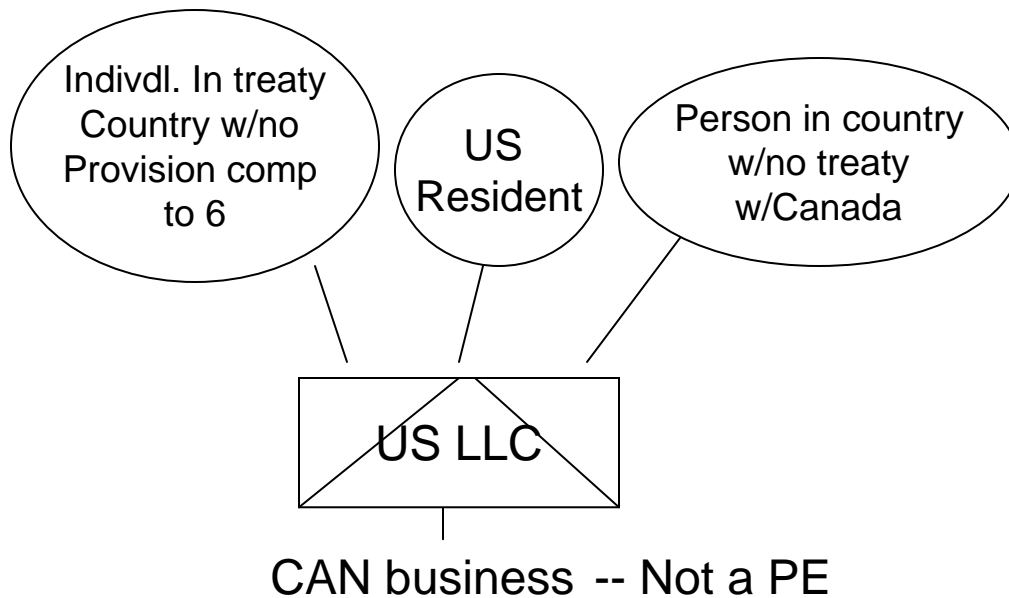 Indivdl. In treaty
Country w/no
Provision comp
to 6
US
Resident
Person in country
w/no treaty
w/Canada
US LLC
CAN business -- Not a PE